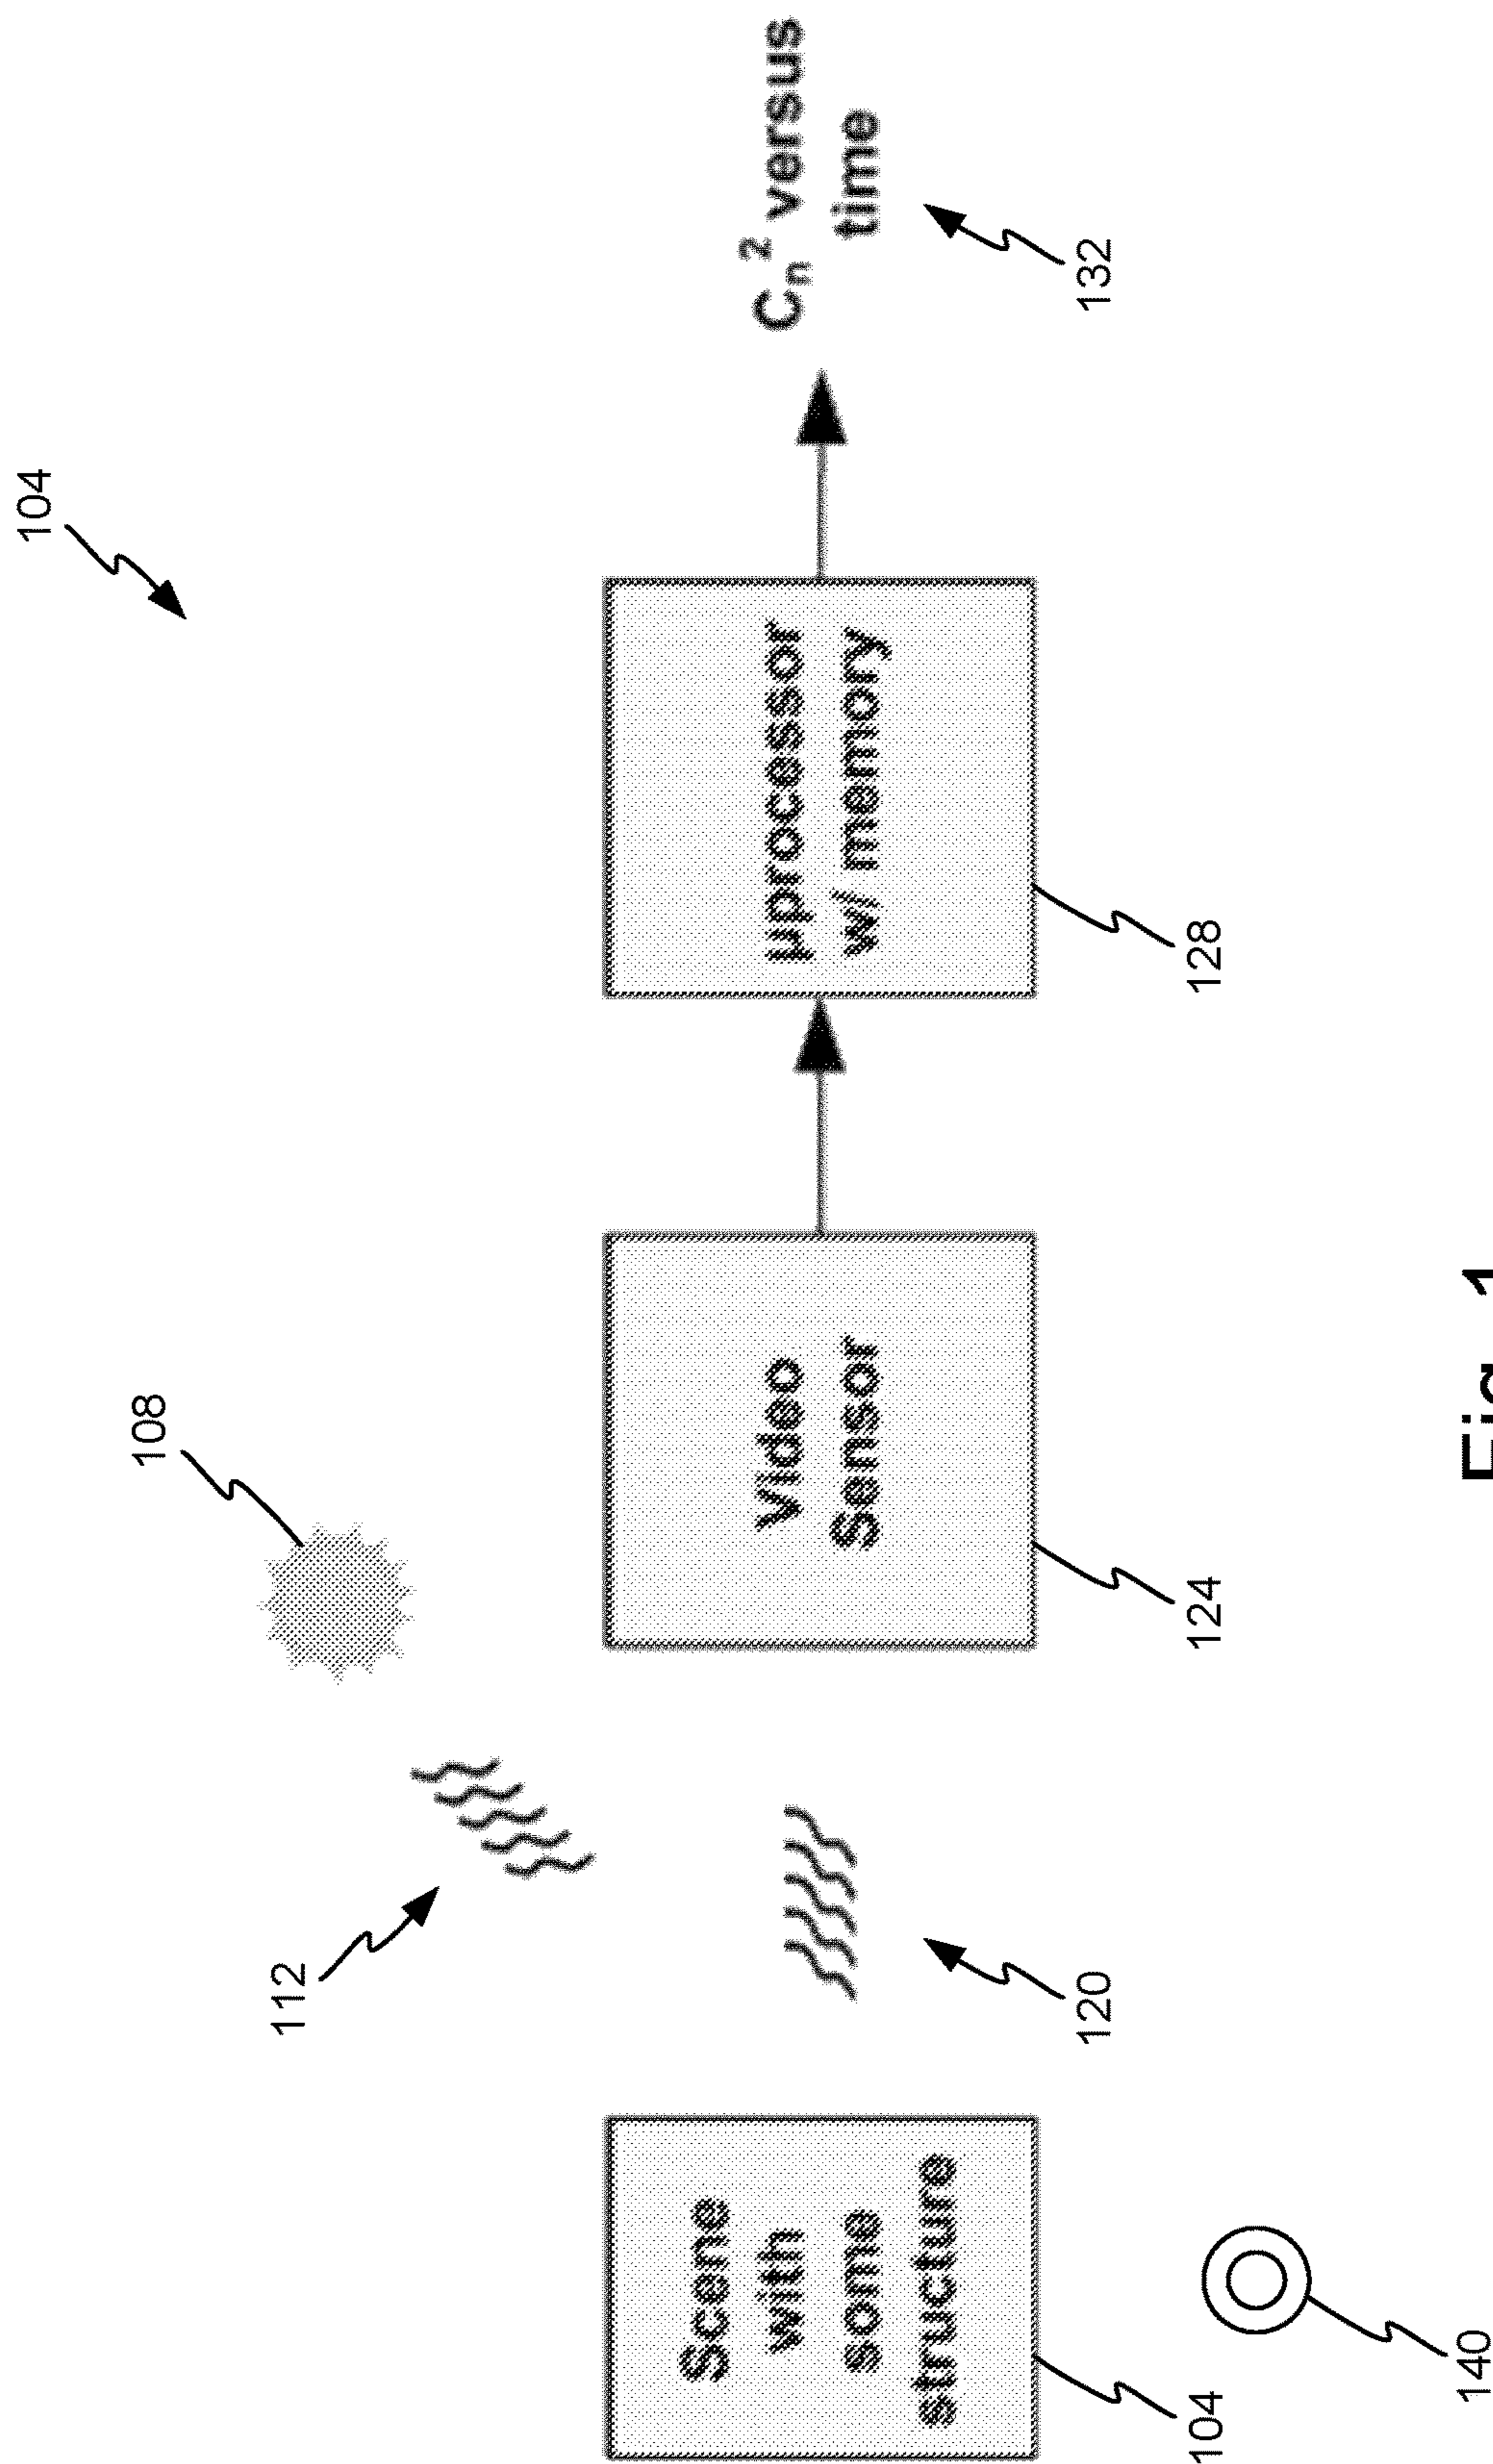 104
108
112
Scene
with
some
structure
Video
Sensor
µprocessor
w/ memory
Cn² versus
time
120
132
104
124
128
140
Fig. 1